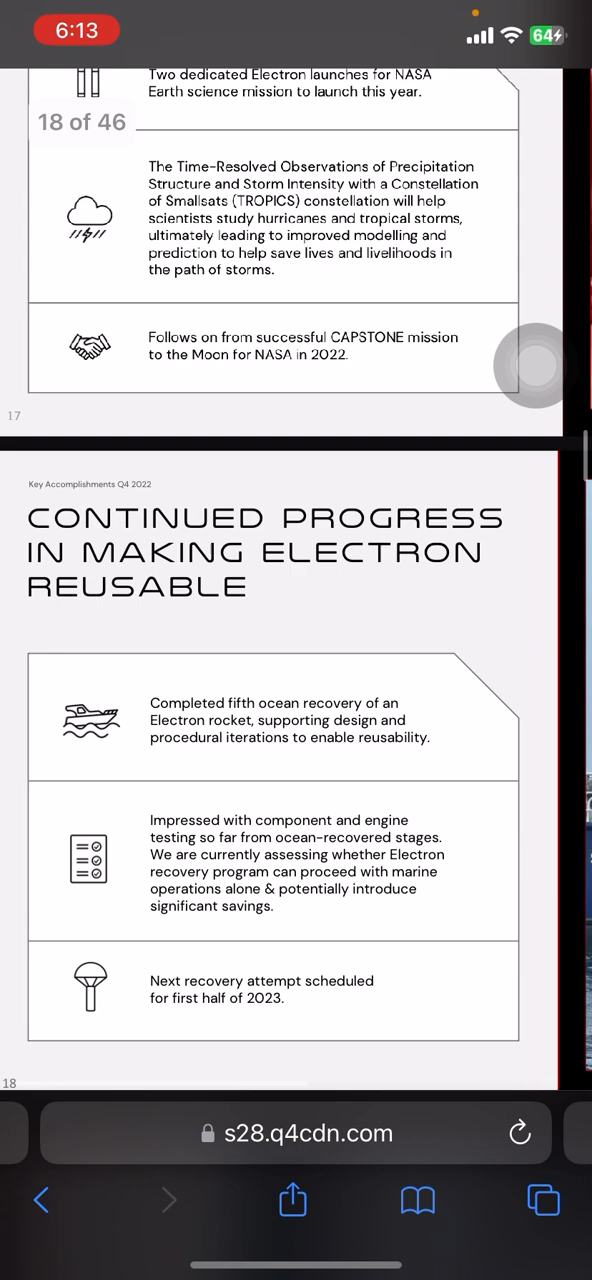 6:13
64
Two dedicated Electron launches for NASA
Earth science mission to launch this year.
18 of 46
The Time-Resolved Observations of Precipitation
Structure and Storm Intensity with a Constellation
of Smallsats (TROPICS) constellation will help
scientists study hurricanes and tropical storms,
ultimately leading to improved modelling and
prediction to help save lives and livelihoods in
the path of storms.
Follows on from successful CAPSTONE mission
to the Moon for NASA in 2022.
17
Key Accomplishments Q4 2022
CONTINUED PROGRESS
IN MAKING ELECTRON
REUSABLE
Completed fifth ocean recovery of an
Electron rocket, supporting design and
procedural iterations to enable reusability.
Impressed with component and engine
testing so far from ocean-recovered stages.
We are currently assessing whether Electron
recovery program can proceed with marine
operations alone & potentially introduce
significant savings.
Next recovery attempt scheduled
for first half of 2023.
18
s28.q4cdn.com